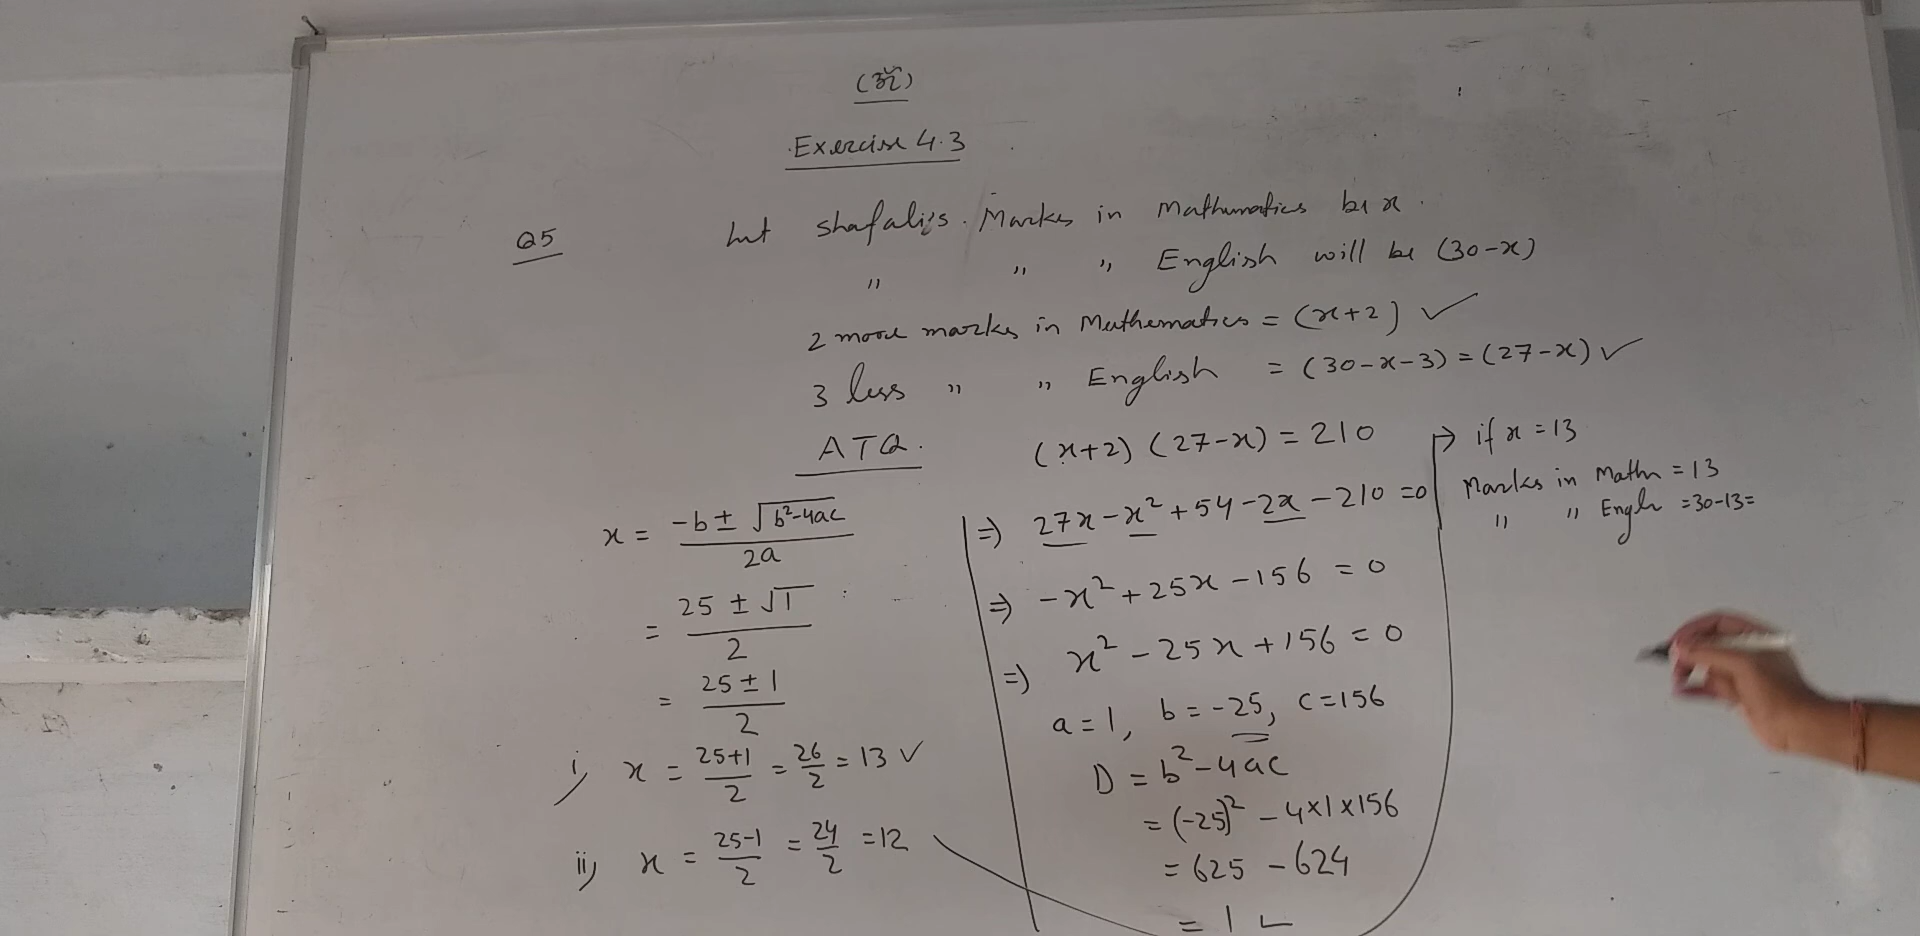 (ॐ)
Exercise 4.3
Q5
Let shafali's Marks in Mathematics be x.
" " " English will be (30-x)
2 more marks in Mathematics = (x+2) ✓
3 less " " English = (30-x-3) = (27-x) ✓
ATQ. (x+2) (27-x) = 210
⇒ 27x - x² + 54 - 2x - 210 = 0
⇒ -x² + 25x - 156 = 0
⇒ x² - 25x + 156 = 0
a = 1, b = -25, c = 156
D = b² - 4ac
= (-25)² - 4×1×156
= 625 - 624
= 1
x = -b ± √b²-4ac / 2a
= 25 ± √1 / 2
= 25 ± 1 / 2
i) x = 25+1 / 2 = 26/2 = 13 ✓
ii) x = 25-1 / 2 = 24/2 = 12
→ if x = 13
Marks in Math = 13
" " Engh = 30-13=